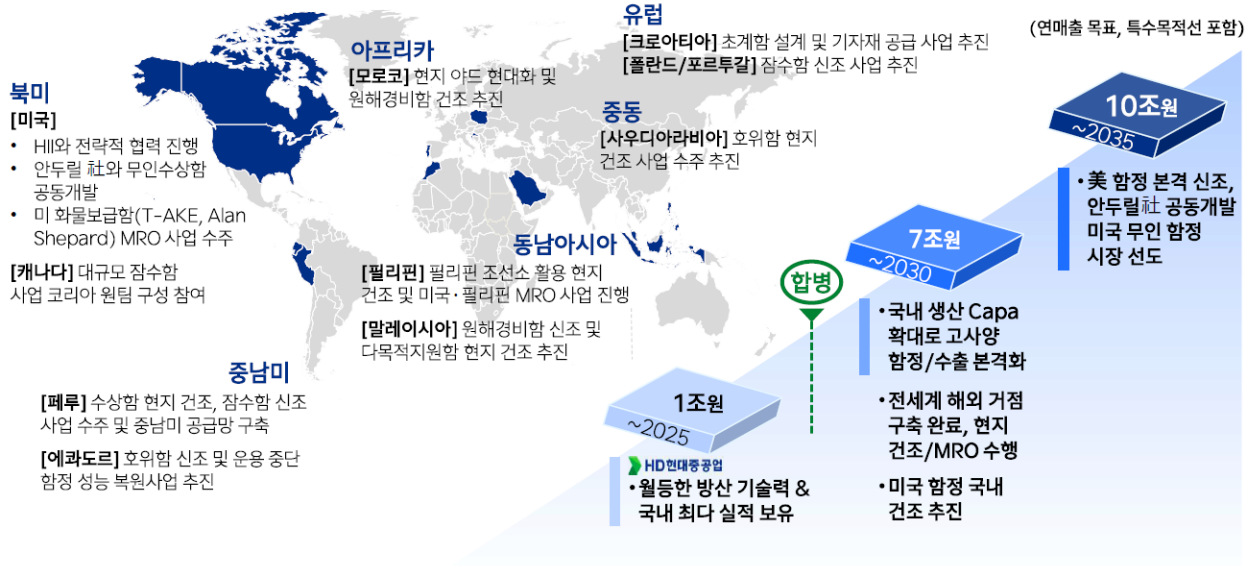 북미
[미국]
• HII와 전략적 협력 진행
• 안두릴 社와 무인수상함
공동개발
• 미 화물보급함(T-AKE, Alan
Shepard) MRO 사업 수주
[캐나다] 대규모 잠수함
사업 코리아 원팀 구성 참여
아프리카
[모로코] 현지 야드 현대화 및
원해경비함 건조 추진
유럽
[크로아티아] 초계함 설계 및 기자재 공급 사업 추진
[폴란드/포르투갈] 잠수함 신조 사업 추진
중동
[사우디아라비아] 호위함 현지
건조 사업 수주 추진
동남아시아
[필리핀] 필리핀 조선소 활용 현지
건조 및 미국·필리핀 MRO 사업 진행
[말레이시아] 원해경비함 신조 및
다목적지원함 현지 건조 추진
중남미
[페루] 수상함 현지 건조, 잠수함 신조
사업 수주 및 중남미 공급망 구축
[에콰도르] 호위함 신조 및 운용 중단
함정 성능 복원사업 추진
(연매출 목표, 특수목적선 포함)
1조원
~2025
HD현대중공업
•월등한 방산 기술력 &
국내 최다 실적 보유
합병
7조원
~2030
•국내 생산 Capa
확대로 고사양
함정/수출 본격화
•전세계 해외 거점
구축 완료, 현지
건조/MRO 수행
•미국 함정 국내
건조 추진
10조원
~2035
•美 함정 본격 신조,
안두릴社 공동개발
미국 무인 함정
시장 선도